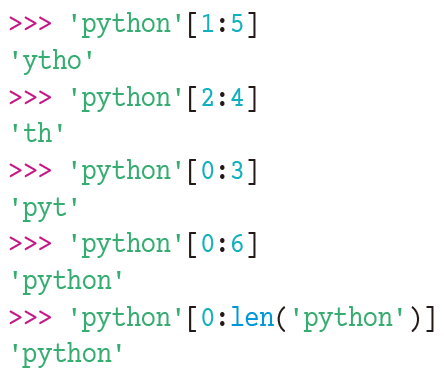 >>> 'python'[1:5]
'ytho'
>>> 'python'[2:4]
'th'
>>> 'python'[0:3]
'pyt'
>>> 'python'[0:6]
'python'
>>> 'python'[0:len('python')]
'python'